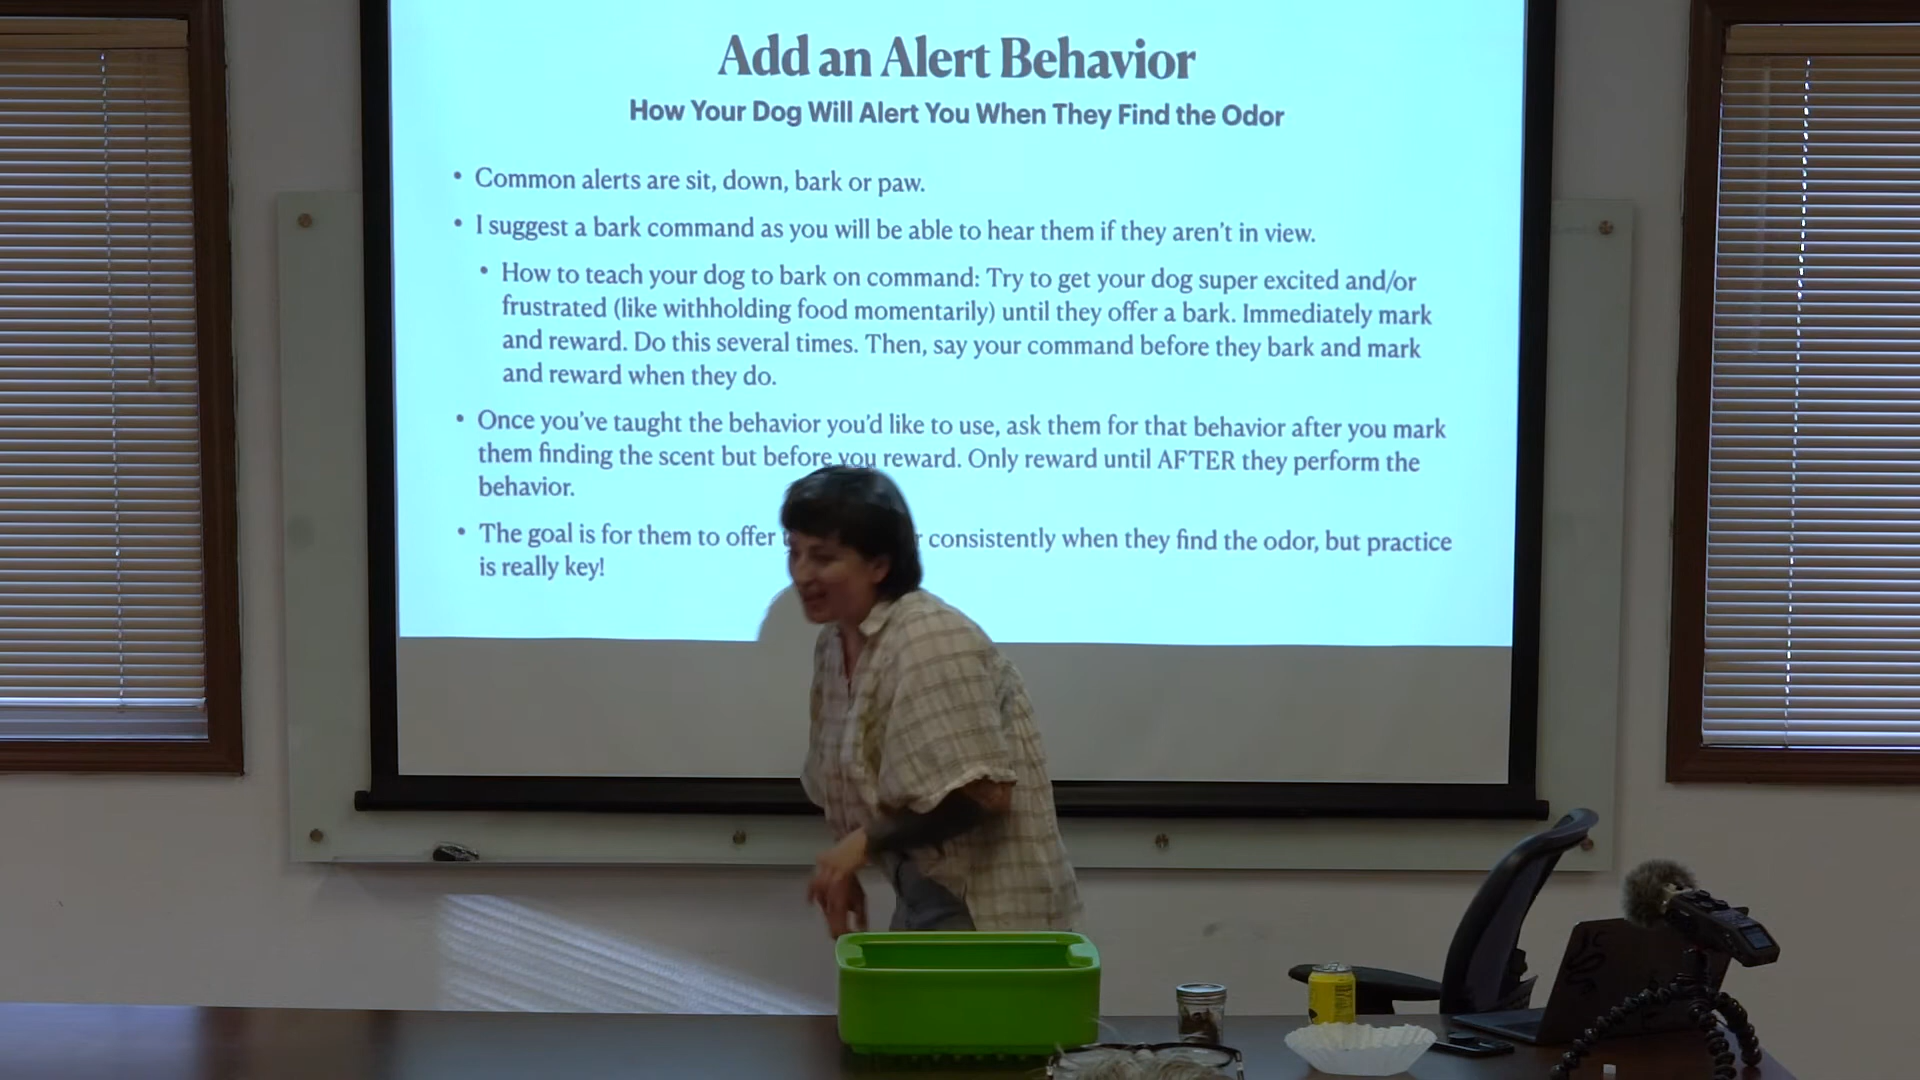 Add an Alert Behavior
How Your Dog Will Alert You When They Find the Odor
• Common alerts are sit, down, bark or paw.
• I suggest a bark command as you will be able to hear them if they aren't in view.
• How to teach your dog to bark on command: Try to get your dog super excited and/or
frustrated (like withholding food momentarily) until they offer a bark. Immediately mark
and reward. Do this several times. Then, say your command before they bark and mark
and reward when they do.
• Once you've taught the behavior you'd like to use, ask them for that behavior after you mark
them finding the scent but before you reward. Only reward until AFTER they perform the
behavior.
• The goal is for them to offer consistently when they find the odor, but practice
is really key!